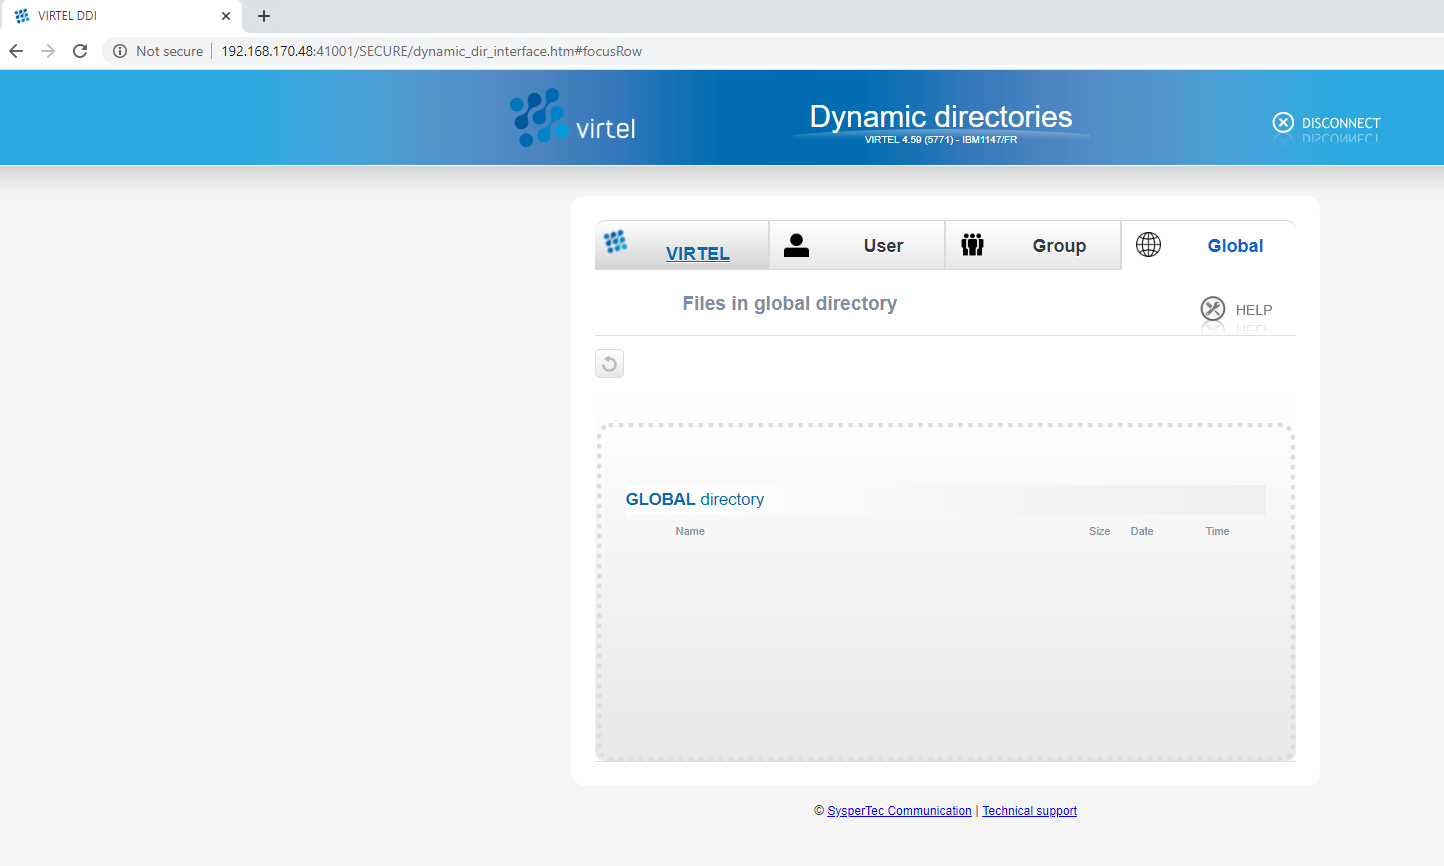 VIRTEL DDI
Not secure | 192.168.170.48:41001/SECURE/dynamic_dir_interface.htm#focusRow
virtel
Dynamic directories
VIRTEL 4.59 (5771) - IBM1147/FR
DISCONNECT
VIRTEL
User
Group
Global
Files in global directory
HELP
GLOBAL directory
Name Size Date Time
© SysperTec Communication | Technical support